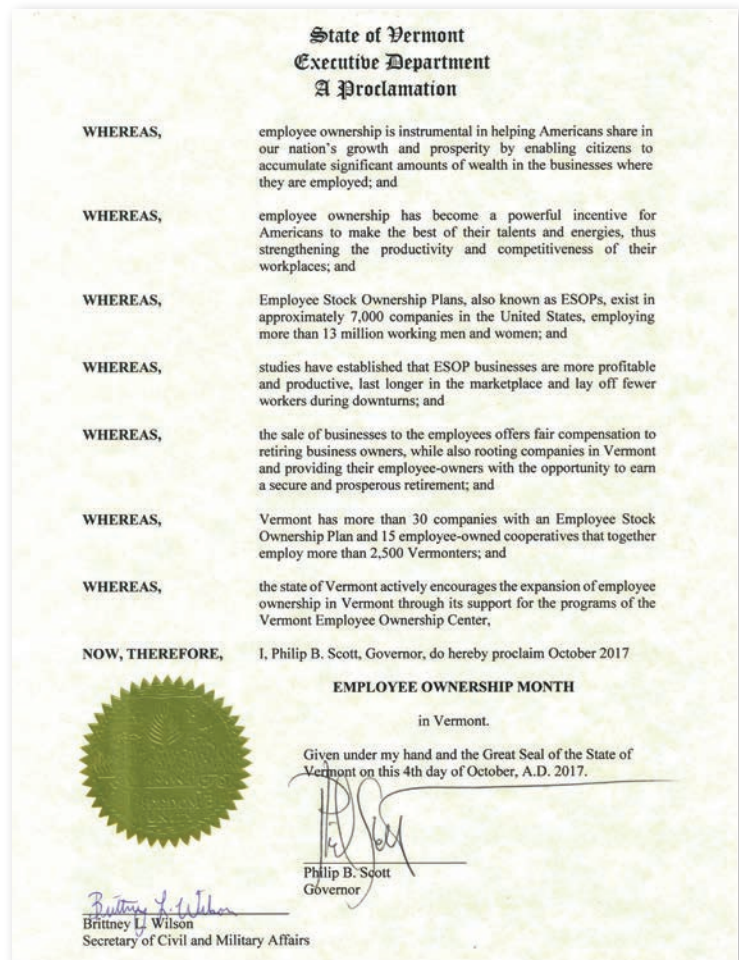 State of Vermont
Executive Department
A Proclamation
WHEREAS, employee ownership is instrumental in helping Americans share in
our nation's growth and prosperity by enabling citizens to
accumulate significant amounts of wealth in the businesses where
they are employed; and
WHEREAS, employee ownership has become a powerful incentive for
Americans to make the best of their talents and energies, thus
strengthening the productivity and competitiveness of their
workplaces; and
WHEREAS, Employee Stock Ownership Plans, also known as ESOPs, exist in
approximately 7,000 companies in the United States, employing
more than 13 million working men and women; and
WHEREAS, studies have established that ESOP businesses are more profitable
and productive, last longer in the marketplace and lay off fewer
workers during downturns; and
WHEREAS, the sale of businesses to the employees offers fair compensation to
retiring business owners, while also rooting companies in Vermont
and providing their employee-owners with the opportunity to earn
a secure and prosperous retirement; and
WHEREAS, Vermont has more than 30 companies with an Employee Stock
Ownership Plan and 15 employee-owned cooperatives that together
employ more than 2,500 Vermonters; and
WHEREAS, the state of Vermont actively encourages the expansion of employee
ownership in Vermont through its support for the programs of the
Vermont Employee Ownership Center,
NOW, THEREFORE, I, Philip B. Scott, Governor, do hereby proclaim October 2017
EMPLOYEE OWNERSHIP MONTH
in Vermont.
Given under my hand and the Great Seal of the State of
Vermont on this 4th day of October, A.D. 2017.
Phil Scott
Philip B. Scott
Governor
Brittney L. Wilson
Brittney L. Wilson
Secretary of Civil and Military Affairs